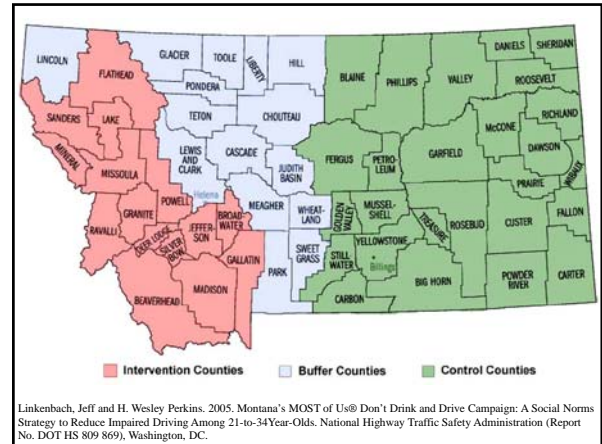 LINCOLN
FLATHEAD
GLACIER
TOOLE
LIBERTY
HILL
BLAINE
PHILLIPS
VALLEY
DANIELS
SHERIDAN
ROOSEVELT
PONDERA
SANDERS
LAKE
TETON
CHOUTEAU
RICHLAND
McCONE
DAWSON
MINERAL
MISSOULA
LEWIS
AND
CLARK
CASCADE
JUDITH
BASIN
FERGUS
PETRO-
LEUM
GARFIELD
PRAIRIE
WIBAUX
POWELL
Helena
MEAGHER
WHEAT-
LAND
GOLDEN
VALLEY
MUSSEL-
SHELL
TREASURE
ROSEBUD
CUSTER
FALLON
RAVALLI
GRANITE
DEER LODGE
SILVER
BOW
JEFFER-
SON
BROAD-
WATER
GALLATIN
PARK
SWEET
GRASS
STILL
WATER
YELLOWSTONE
Billings
BIG HORN
POWDER
RIVER
CARTER
BEAVERHEAD
MADISON
CARBON
Intervention Counties
Buffer Counties
Control Counties
Linkenbach, Jeff and H. Wesley Perkins. 2005. Montana's MOST of Us® Don't Drink and Drive Campaign: A Social Norms
Strategy to Reduce Impaired Driving Among 21-to-34Year-Olds. National Highway Traffic Safety Administration (Report
No. DOT HS 809 869), Washington, DC.